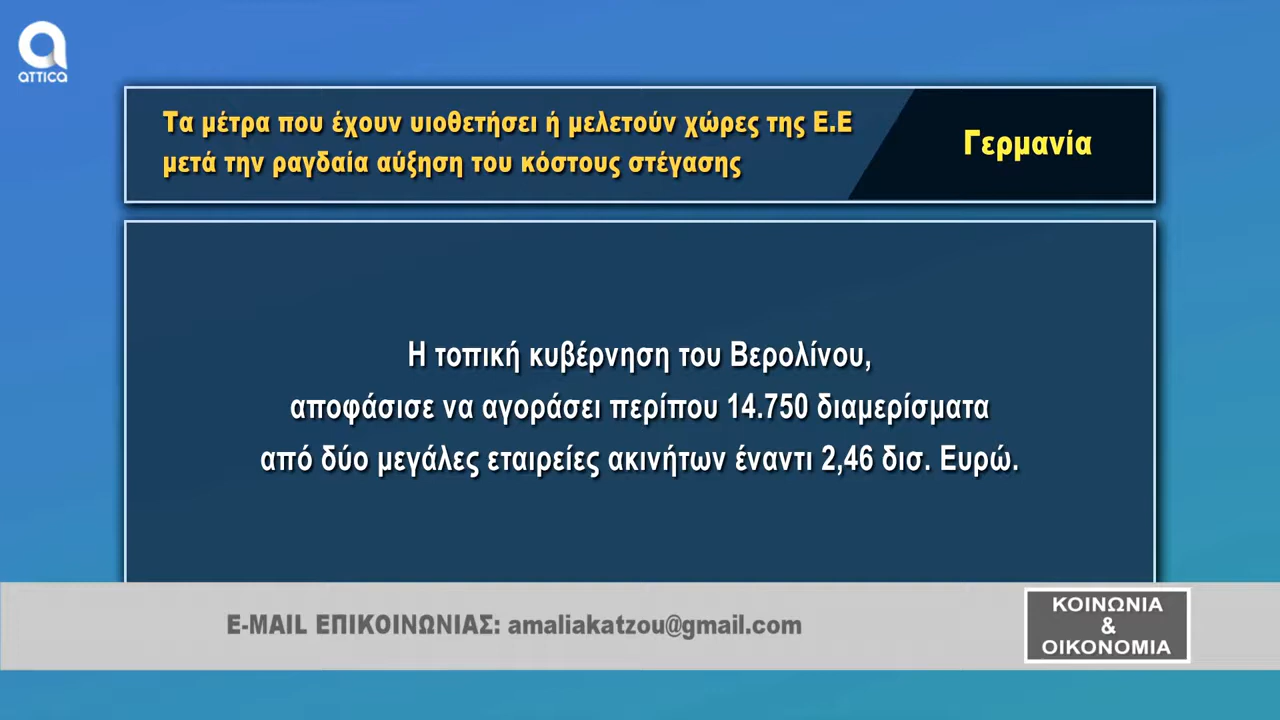 attica
Τα μέτρα που έχουν υιοθετήσει ή μελετούν χώρες της Ε.Ε
μετά την ραγδαία αύξηση του κόστους στέγασης
Γερμανία
Η τοπική κυβέρνηση του Βερολίνου,
αποφάσισε να αγοράσει περίπου 14.750 διαμερίσματα
από δύο μεγάλες εταιρείες ακινήτων έναντι 2,46 δισ. Ευρώ.
E-MAIL ΕΠΙΚΟΙΝΩΝΙΑΣ: amaliakatzou@gmail.com
ΚΟΙΝΩΝΙΑ
&
ΟΙΚΟΝΟΜΙΑ